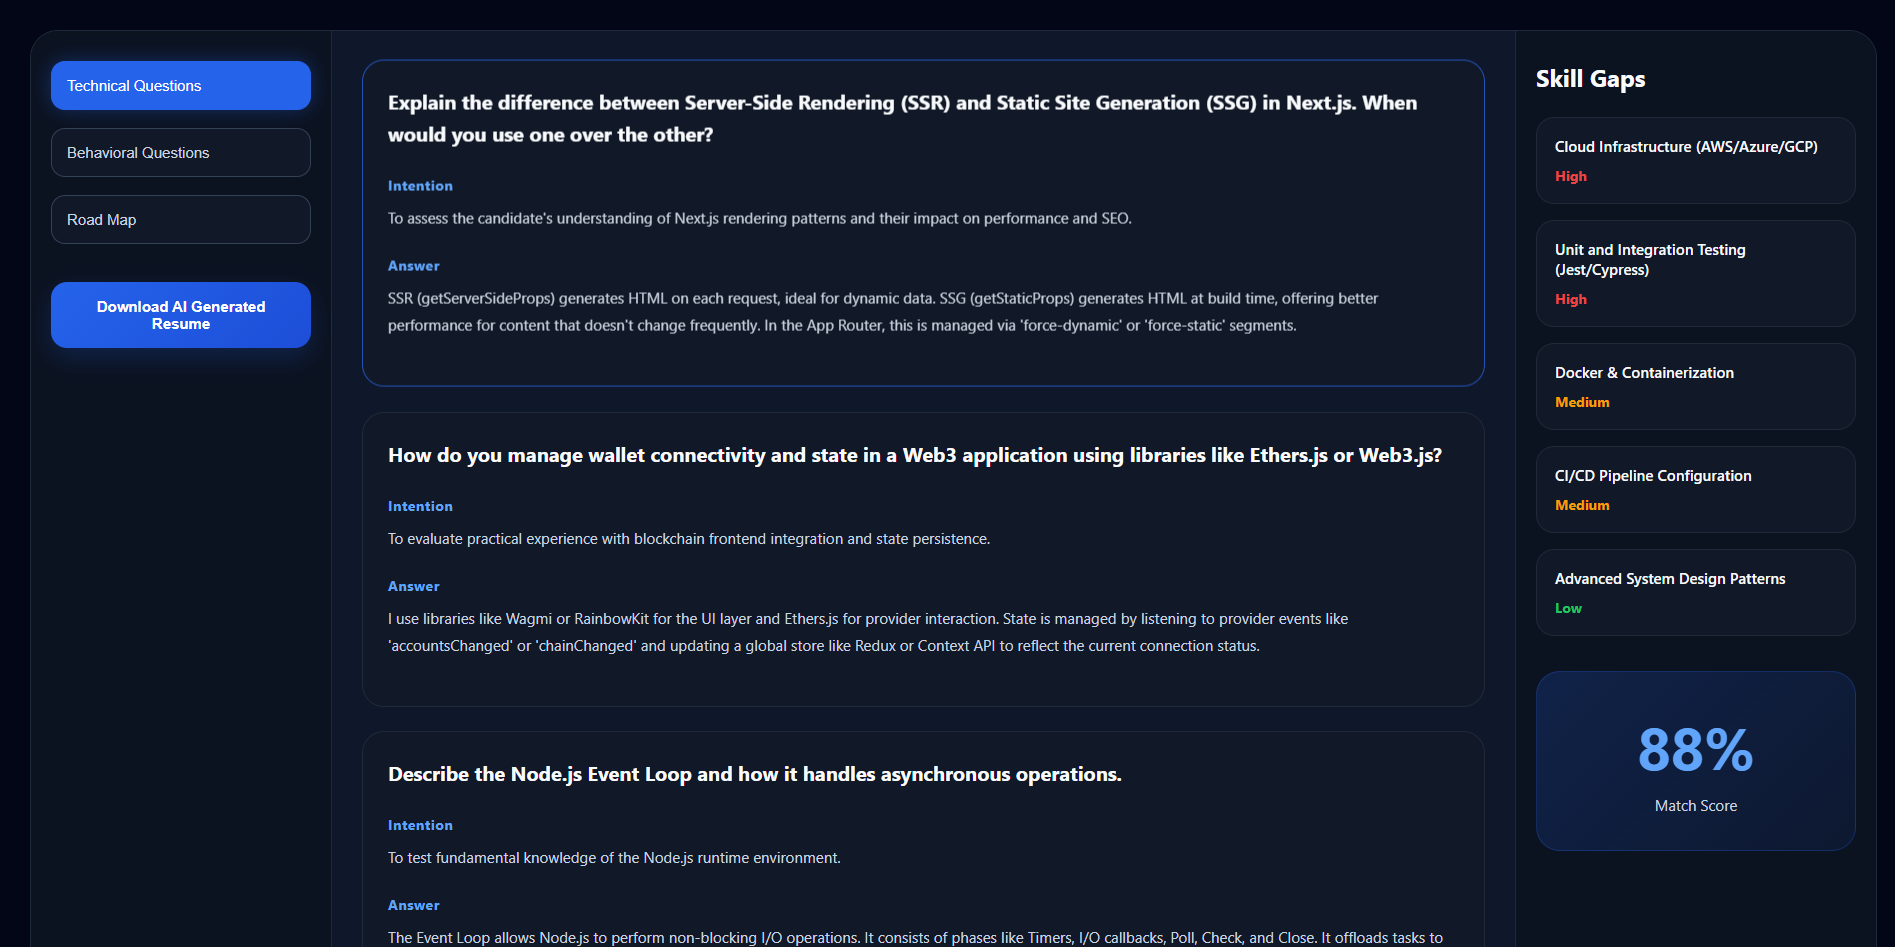 Technical Questions
Behavioral Questions
Road Map
Download AI Generated
Resume
Explain the difference between Server-Side Rendering (SSR) and Static Site Generation (SSG) in Next.js. When
would you use one over the other?
Intention
To assess the candidate's understanding of Next.js rendering patterns and their impact on performance and SEO.
Answer
SSR (getServerSideProps) generates HTML on each request, ideal for dynamic data. SSG (getStaticProps) generates HTML at build time, offering better
performance for content that doesn't change frequently. In the App Router, this is managed via 'force-dynamic' or 'force-static' segments.
How do you manage wallet connectivity and state in a Web3 application using libraries like Ethers.js or Web3.js?
Intention
To evaluate practical experience with blockchain frontend integration and state persistence.
Answer
I use libraries like Wagmi or RainbowKit for the UI layer and Ethers.js for provider interaction. State is managed by listening to provider events like
'accountsChanged' or 'chainChanged' and updating a global store like Redux or Context API to reflect the current connection status.
Describe the Node.js Event Loop and how it handles asynchronous operations.
Intention
To test fundamental knowledge of the Node.js runtime environment.
Answer
The Event Loop allows Node.js to perform non-blocking I/O operations. It consists of phases like Timers, I/O callbacks, Poll, Check, and Close. It offloads tasks to
Skill Gaps
Cloud Infrastructure (AWS/Azure/GCP)
High
Unit and Integration Testing
(Jest/Cypress)
High
Docker & Containerization
Medium
CI/CD Pipeline Configuration
Medium
Advanced System Design Patterns
Low
88%
Match Score